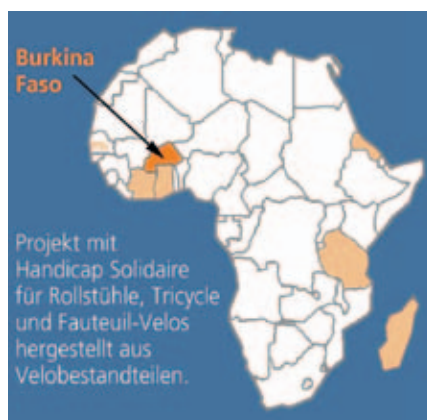 Burkina
Faso
Projekt mit
Handicap Solidaire
für Rollstühle, Tricycle
und Fauteuil-Velos
hergestellt aus
Velobestandteilen.